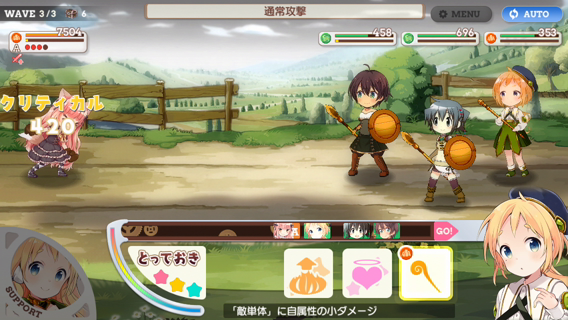 WAVE 3/3 6
通常攻撃
MENU
AUTO
7504
A
458
696
353
クリティカル
420
GO!
とっておき
SUPPORT
「敵単体」に自属性の小ダメージ